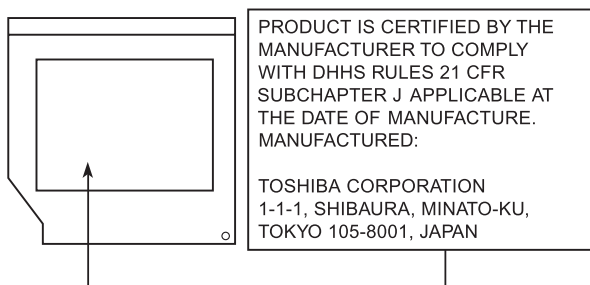 PRODUCT IS CERTIFIED BY THE
MANUFACTURER TO COMPLY
WITH DHHS RULES 21 CFR
SUBCHAPTER J APPLICABLE AT
THE DATE OF MANUFACTURE.
MANUFACTURED:
TOSHIBA CORPORATION
1-1-1, SHIBAURA, MINATO-KU,
TOKYO 105-8001, JAPAN